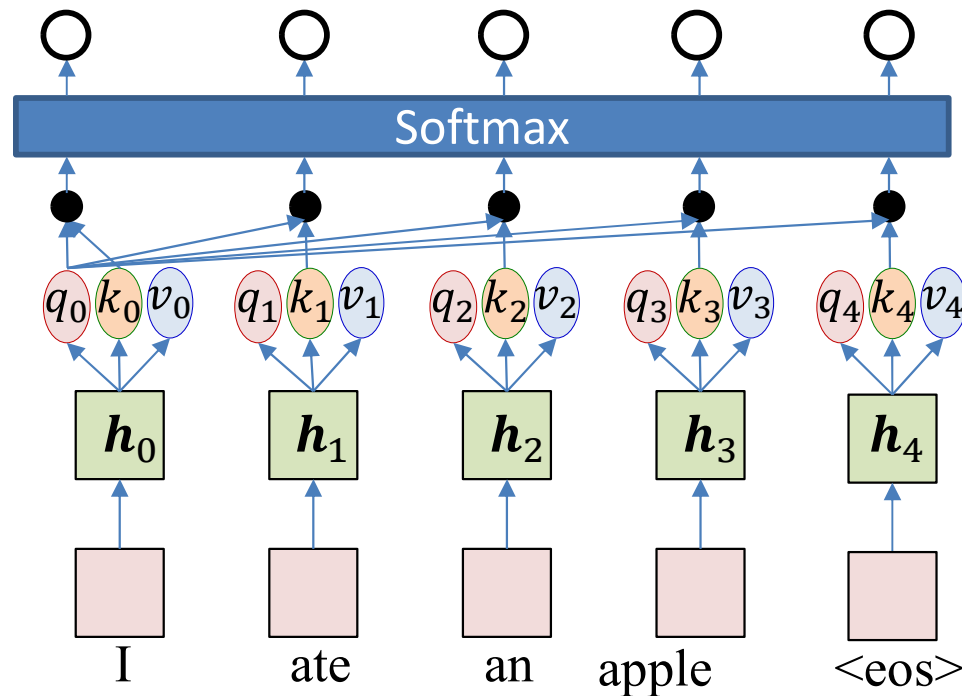 Softmax
q₀ k₀ v₀ q₁ k₁ v₁ q₂ k₂ v₂ q₃ k₃ v₃ q₄ k₄ v₄
h₀ h₁ h₂ h₃ h₄
I ate an apple <eos>